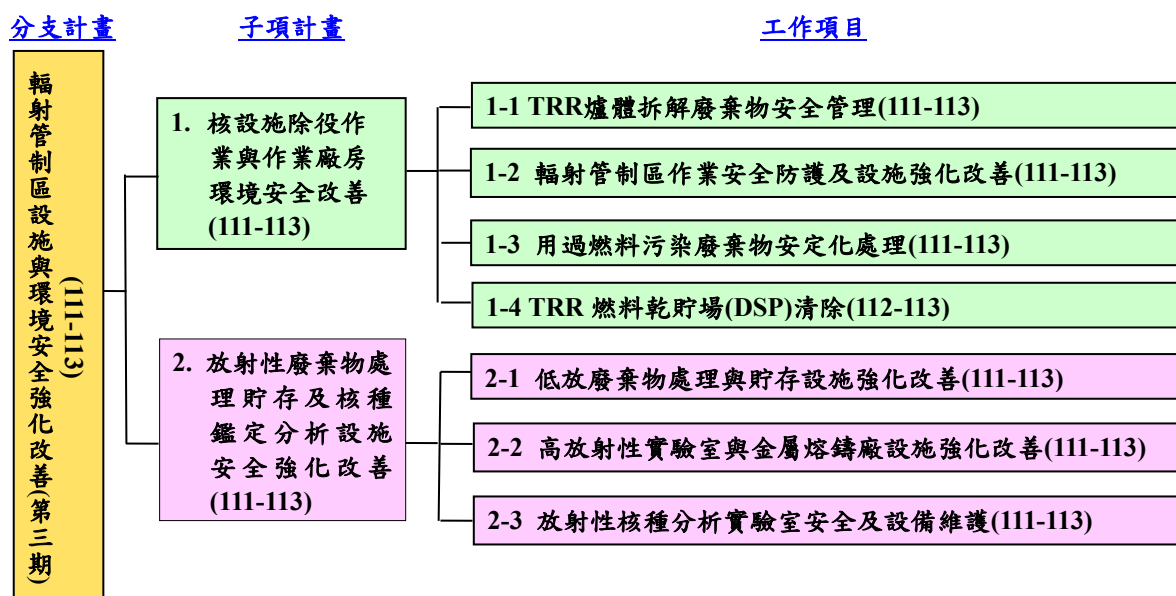 分支計畫
子項計畫
工作項目
輻射管制區設施與環境安全強化改善(第三期)
(111-113)
1. 核設施除役作
業與作業廠房
環境安全改善
(111-113)
1-1 TRR爐體拆解廢棄物安全管理(111-113)
1-2 輻射管制區作業安全防護及設施強化改善(111-113)
1-3 用過燃料污染廢棄物安定化處理(111-113)
1-4 TRR 燃料乾貯場(DSP)清除(112-113)
2. 放射性廢棄物處
理貯存及核種
鑑定分析設施
安全強化改善
(111-113)
2-1 低放廢棄物處理與貯存設施強化改善(111-113)
2-2 高放射性實驗室與金屬熔鑄廠設施強化改善(111-113)
2-3 放射性核種分析實驗室安全及設備維護(111-113)